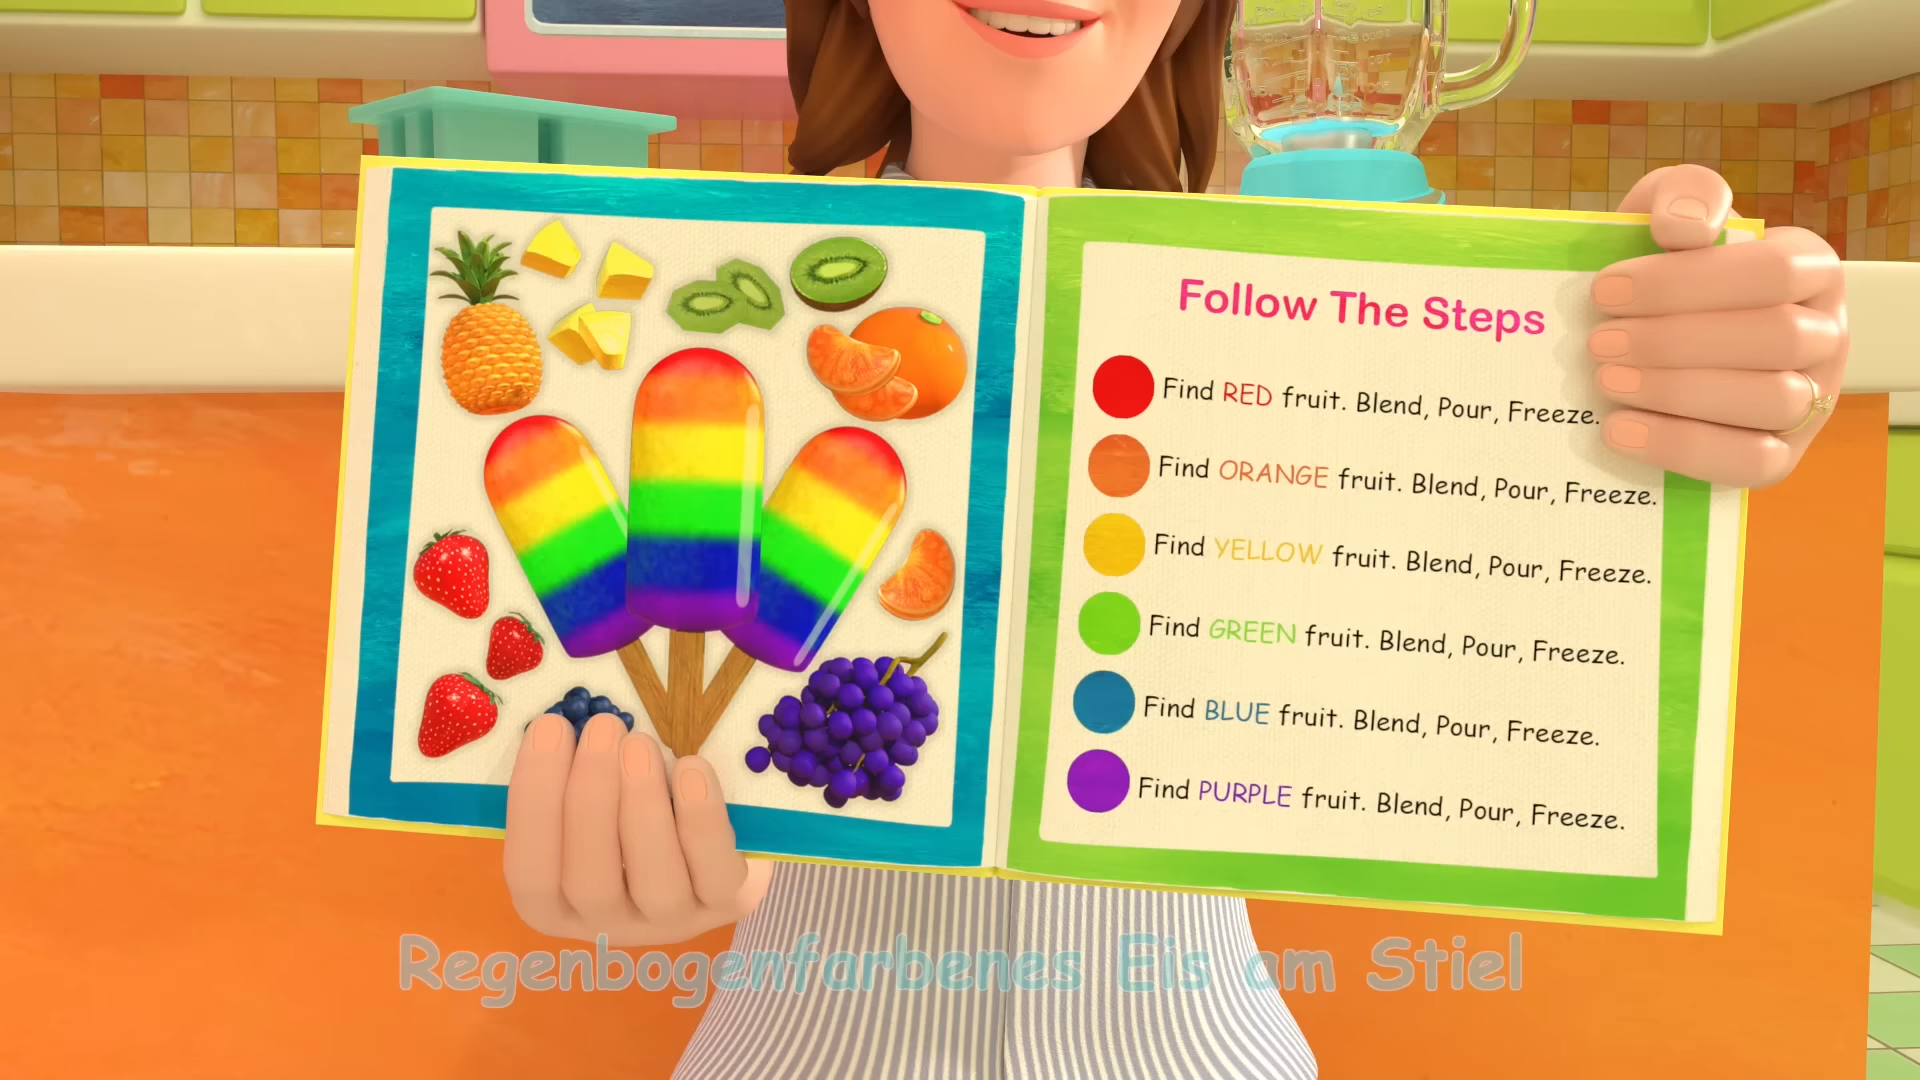 Follow The Steps
Find RED fruit. Blend, Pour, Freeze.
Find ORANGE fruit. Blend, Pour, Freeze.
Find YELLOW fruit. Blend, Pour, Freeze.
Find GREEN fruit. Blend, Pour, Freeze.
Find BLUE fruit. Blend, Pour, Freeze.
Find PURPLE fruit. Blend, Pour, Freeze.
Regenbogenfarbenes Eis am Stiel